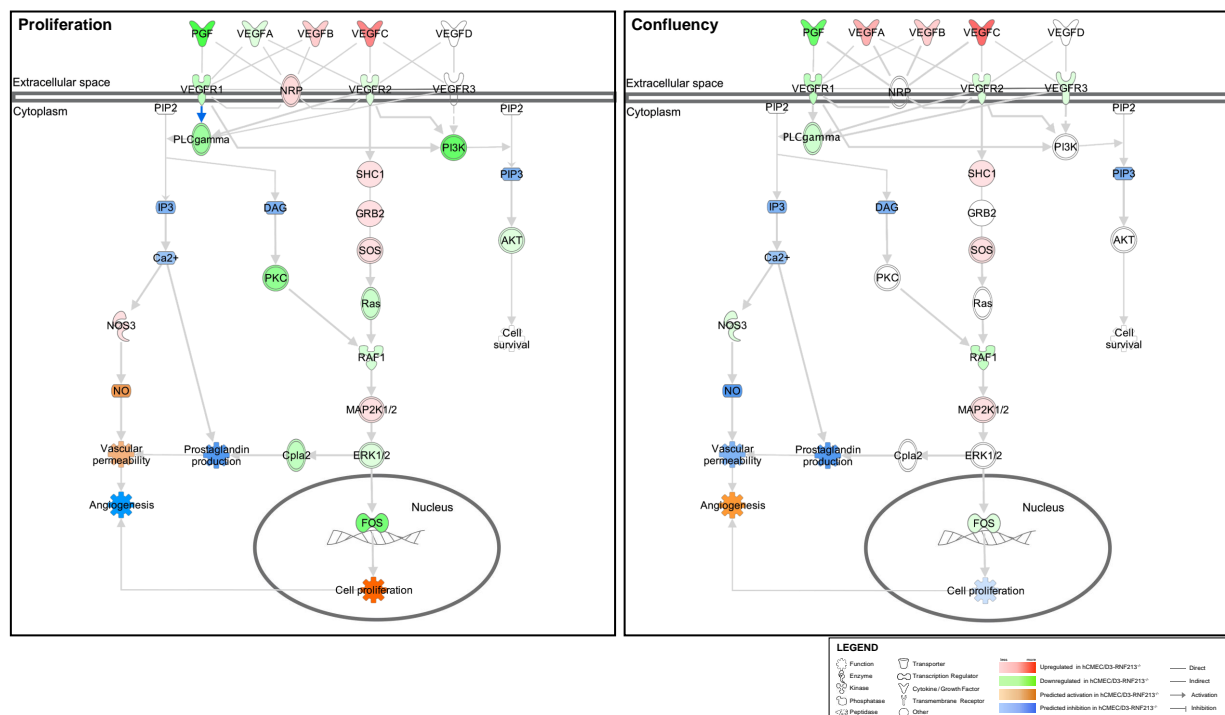 Proliferation
PGF VEGFA VEGFB VEGFC VEGFD
Extracellular space
VEGFR1 NRP VEGFR2 VEGFR3
Cytoplasm
PIP2 PIP2
PLCgamma PI3K
SHC1 PIP3
IP3 DAG GRB2
AKT
Ca2+ SOS
PKC Ras
NOS3 Cell
survival
RAF1
NO
MAP2K1/2
Vascular
permeability
Prostaglandin
production
Cpla2 ERK1/2
Angiogenesis
Nucleus
FOS
Cell proliferation
Confluency
PGF VEGFA VEGFB VEGFC VEGFD
Extracellular space
VEGFR1 NRP VEGFR2 VEGFR3
Cytoplasm
PIP2 PIP2
PLCgamma PI3K
SHC1 PIP3
IP3 DAG GRB2
AKT
Ca2+ SOS
PKC Ras
NOS3 Cell
survival
RAF1
NO
MAP2K1/2
Vascular
permeability
Prostaglandin
production
Cpla2 ERK1/2
Angiogenesis
Nucleus
FOS
Cell proliferation
LEGEND
Function
Enzyme
Kinase
Phosphatase
Peptidase
Transporter
Transcription Regulator
Cytokine / Growth Factor
Transmembrane Receptor
Other
less more
Upregulated in hCMEC/D3-RNF213-/-
Downregulated in hCMEC/D3-RNF213-/-
Predicted activation in hCMEC/D3-RNF213-/-
Predicted inhibition in hCMEC/D3-RNF213-/-
Direct
Indirect
Activation
Inhibition